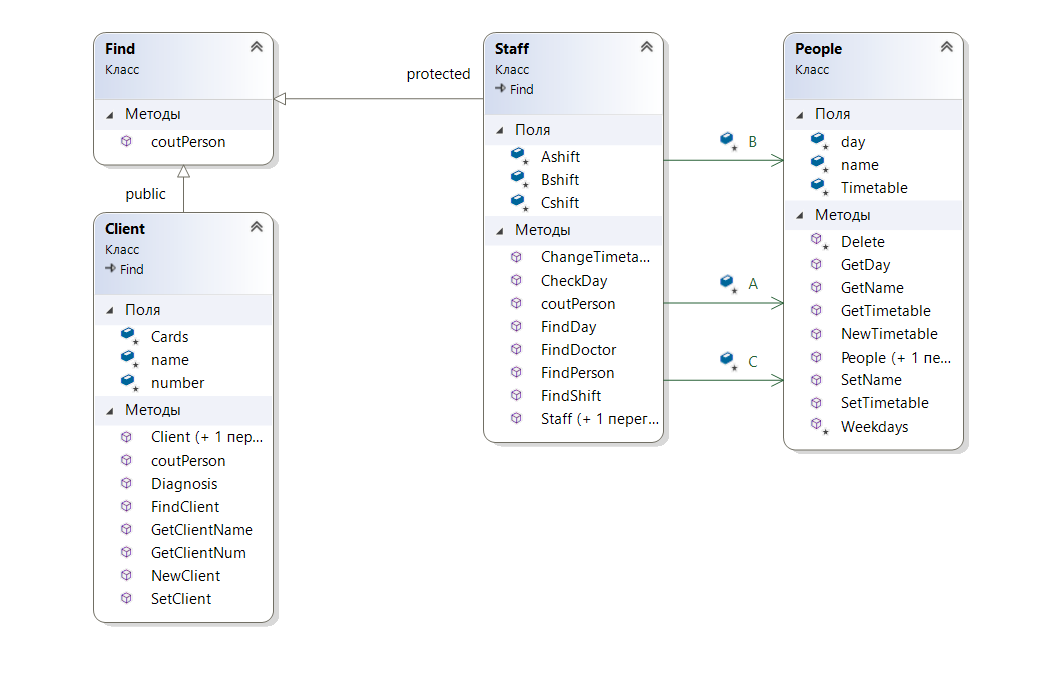 Find
Класс
Методы
coutPerson
public
Client
Класс
Find
Поля
Cards
name
number
Методы
Client (+ 1 пер...
coutPerson
Diagnosis
FindClient
GetClientName
GetClientNum
NewClient
SetClient
protected
Staff
Класс
Find
Поля
Ashift
Bshift
Cshift
Методы
ChangeTimeta...
CheckDay
coutPerson
FindDay
FindDoctor
FindPerson
FindShift
Staff (+ 1 перег...
B
A
C
People
Класс
Поля
day
name
Timetable
Методы
Delete
GetDay
GetName
GetTimetable
NewTimetable
People (+ 1 пе...
SetName
SetTimetable
Weekdays